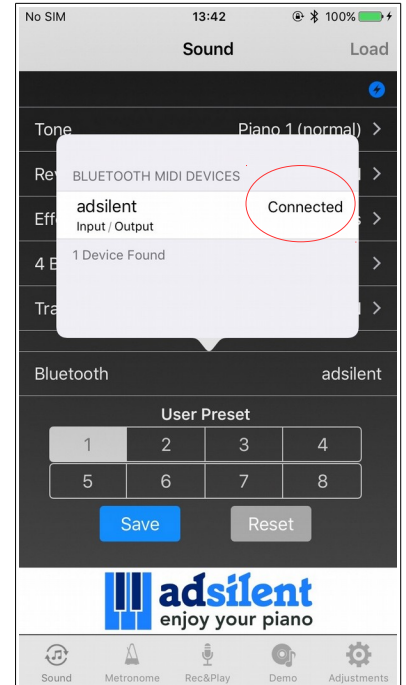 No SIM 13:42 100%
Sound Load
Tone Piano 1 (normal) >
BLUETOOTH MIDI DEVICES
adsilent Connected
Input / Output
1 Device Found
Bluetooth adsilent
User Preset
1 2 3 4
5 6 7 8
Save Reset
adsilent
enjoy your piano
Sound Metronome Rec&Play Demo Adjustments